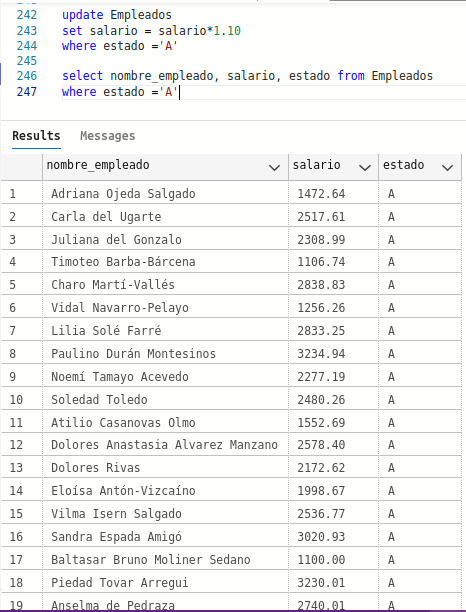 242 update Empleados
243 set salario = salario*1.10
244 where estado ='A'
245
246 select nombre_empleado, salario, estado from Empleados
247 where estado ='A'
Results Messages
nombre_empleado salario estado
1 Adriana Ojeda Salgado 1472.64 A
2 Carla del Ugarte 2517.61 A
3 Juliana del Gonzalo 2308.99 A
4 Timoteo Barba-Bárcena 1106.74 A
5 Charo Martí-Vallés 2838.83 A
6 Vidal Navarro-Pelayo 1256.26 A
7 Lilia Solé Farré 2833.25 A
8 Paulino Durán Montesinos 3234.94 A
9 Noemí Tamayo Acevedo 2277.19 A
10 Soledad Toledo 2480.26 A
11 Atilio Casanovas Olmo 1552.69 A
12 Dolores Anastasia Alvarez Manzano 2578.40 A
13 Dolores Rivas 2172.62 A
14 Eloísa Antón-Vizcaíno 1998.67 A
15 Vilma Isern Salgado 2536.77 A
16 Sandra Espada Amigó 3020.93 A
17 Baltasar Bruno Moliner Sedano 1100.00 A
18 Piedad Tovar Arregui 3230.01 A
19 Anselma de Pedraza 2740.01 A